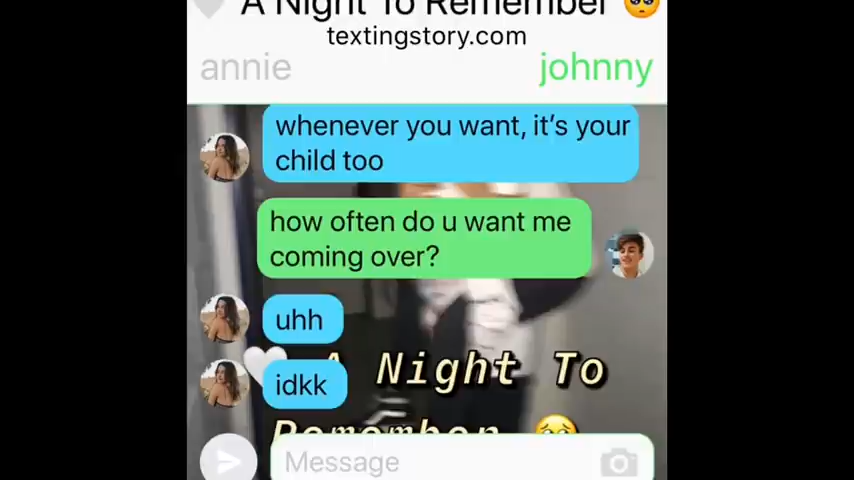 A Night To Remember 🥺
textingstory.com
annie
johnny
whenever you want, it’s your
child too
how often do u want me
coming over?
uhh
idkk
A Night To
Remember 🥺
Message